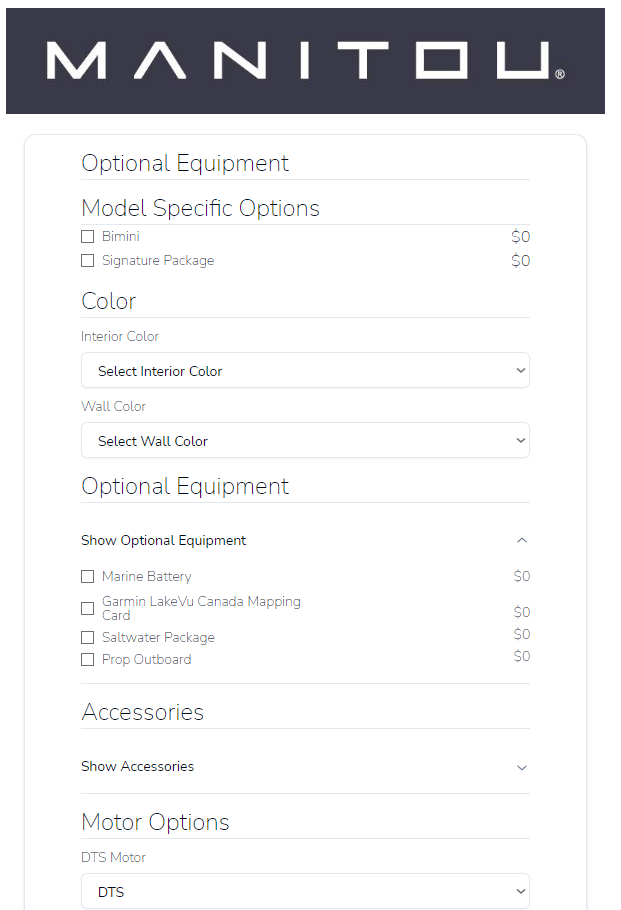 MANITOU®
Optional Equipment
Model Specific Options
Bimini $0
Signature Package $0
Color
Interior Color
Select Interior Color
Wall Color
Select Wall Color
Optional Equipment
Show Optional Equipment
Marine Battery $0
Garmin LakeVu Canada Mapping
Card $0
Saltwater Package $0
Prop Outboard $0
Accessories
Show Accessories
Motor Options
DTS Motor
DTS